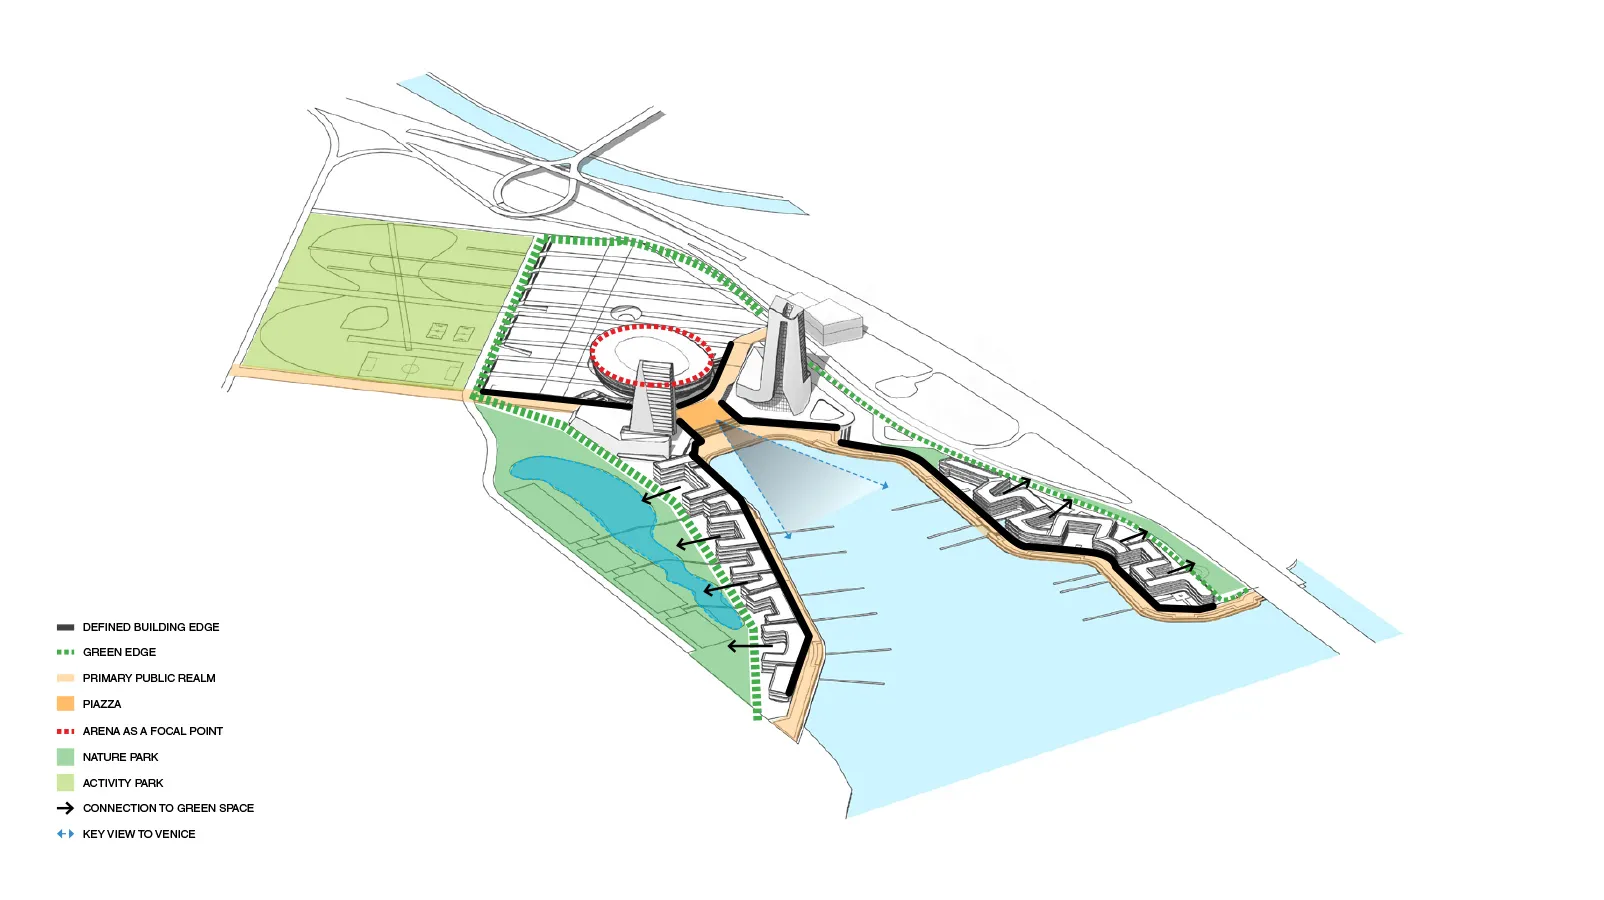 DEFINED BUILDING EDGE
GREEN EDGE
PRIMARY PUBLIC REALM
PIAZZA
ARENA AS A FOCAL POINT
NATURE PARK
ACTIVITY PARK
CONNECTION TO GREEN SPACE
KEY VIEW TO VENICE